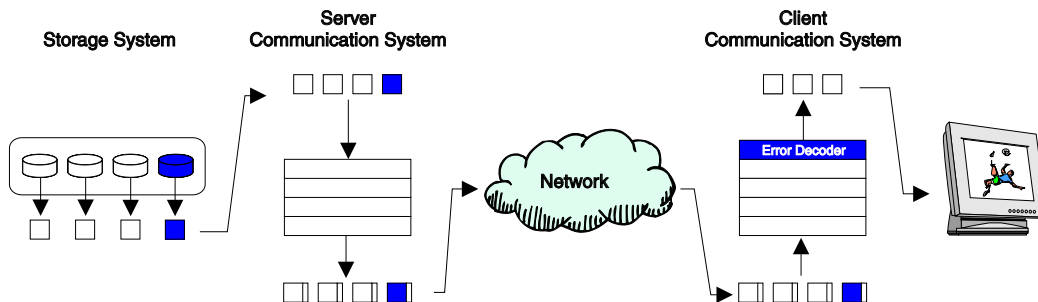 Storage System
Server
Communication System
Client
Communication System
Network
Error Decoder